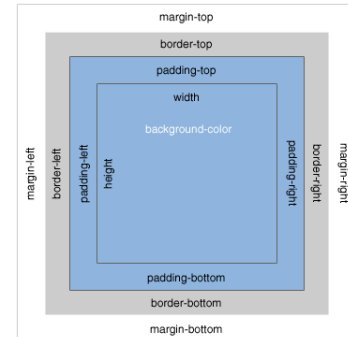 margin-top
border-top
padding-top
width
background-color
margin-left
border-left
padding-left
height
padding-right
border-right
margin-right
padding-bottom
border-bottom
margin-bottom